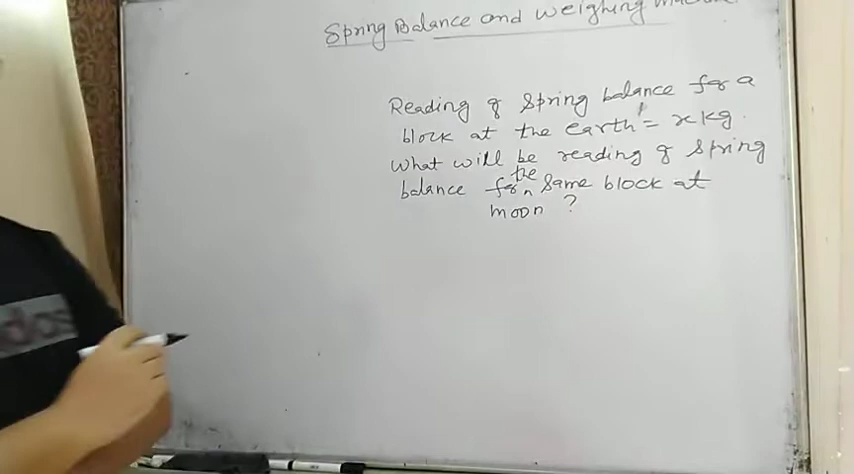 Spring Balance and Weighing
Reading of Spring balance for a
block at the earth = x kg.
What will be reading of spring
balance for the same block at
moon ?